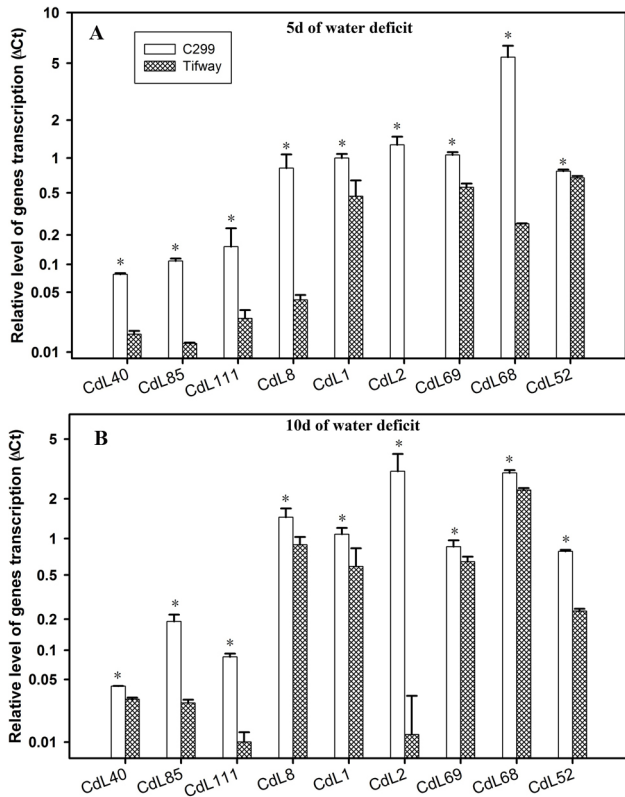 A
5d of water deficit
C299
Tifway
Relative level of genes transcription (ΔCt)
10
5
2
1
0.5
0.2
0.1
0.05
0.01
CdL40
CdL85
CdL111
CdL8
CdL1
CdL2
CdL69
CdL68
CdL52
* * * * * * * * *
B
10d of water deficit
Relative level of genes transcription (ΔCt)
5
2
1
0.5
0.2
0.1
0.05
0.01
CdL40
CdL85
CdL111
CdL8
CdL1
CdL2
CdL69
CdL68
CdL52
* * * * * * * * *